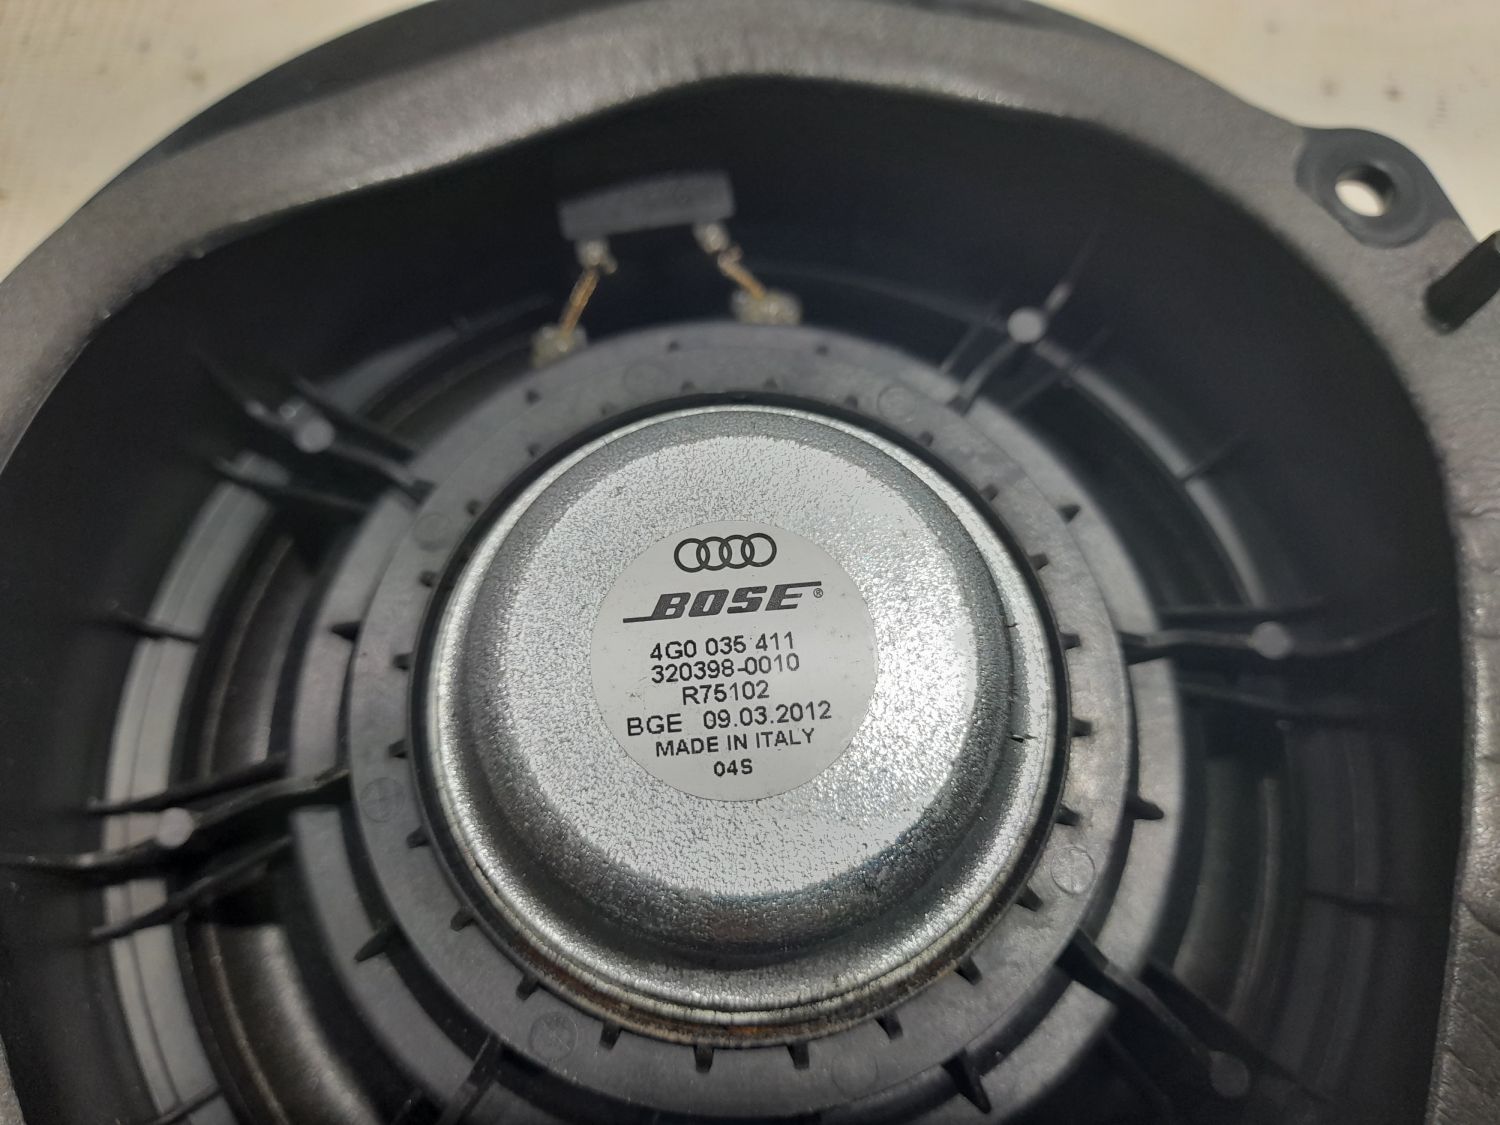 BOSE®
4G0 035 411
320398-0010
R75102
BGE 09.03.2012
MADE IN ITALY
04S